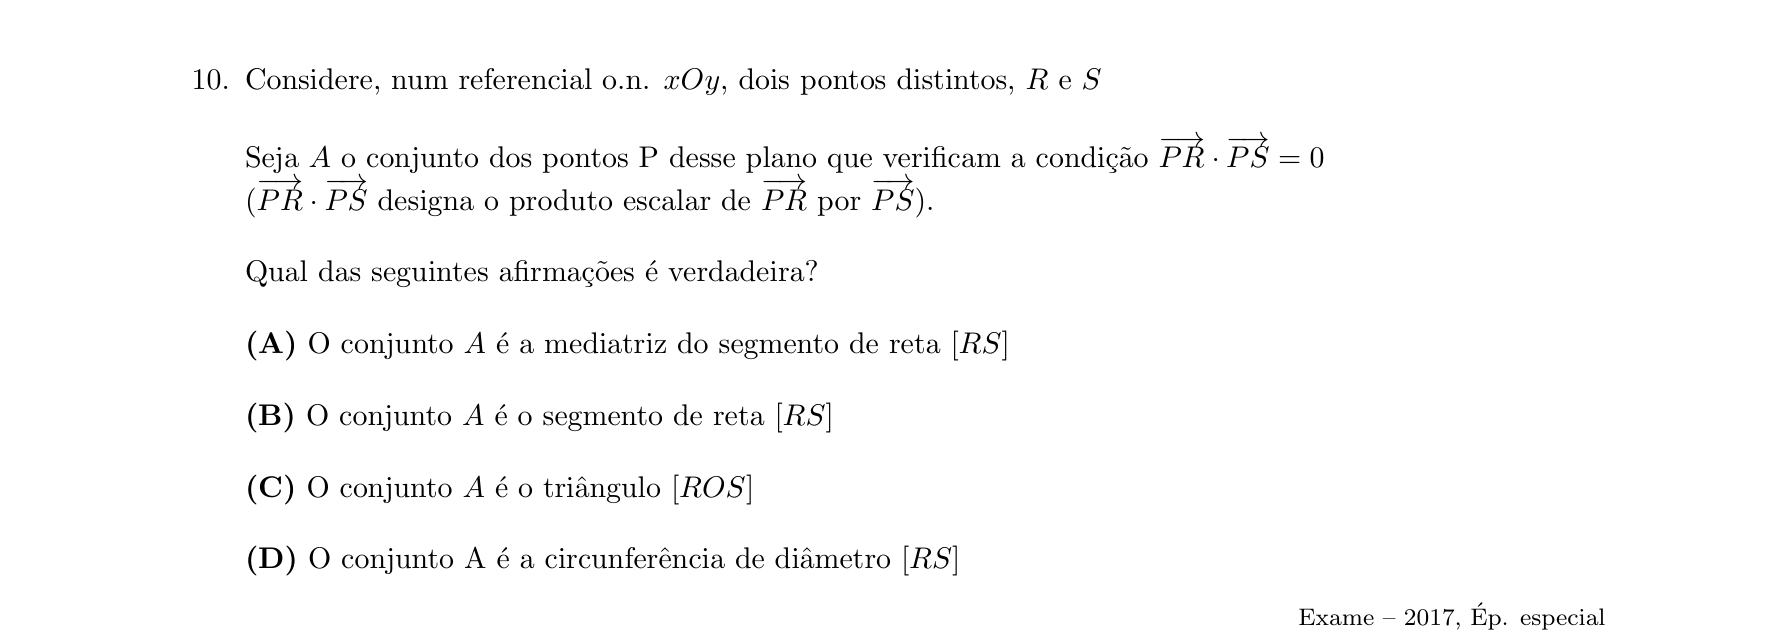 10. Considere, num referencial o.n. xOy, dois pontos distintos, R e S
Seja A o conjunto dos pontos P desse plano que verificam a condição $\overrightarrow{PR} \cdot \overrightarrow{PS} = 0$
($\overrightarrow{PR} \cdot \overrightarrow{PS}$ designa o produto escalar de $\overrightarrow{PR}$ por $\overrightarrow{PS}$).
Qual das seguintes afirmações é verdadeira?
(A) O conjunto A é a mediatriz do segmento de reta [RS]
(B) O conjunto A é o segmento de reta [RS]
(C) O conjunto A é o triângulo [ROS]
(D) O conjunto A é a circunferência de diâmetro [RS]
Exame – 2017, Ép. especial